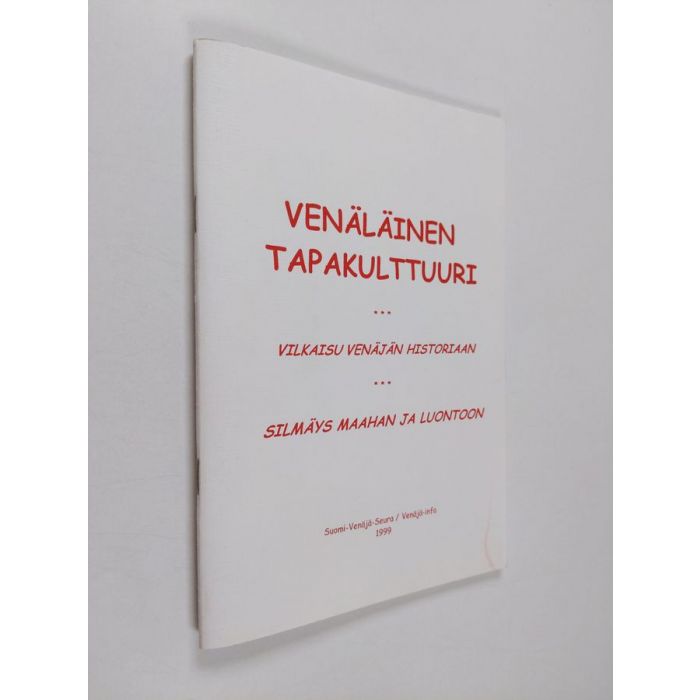 VENÄLÄINEN
TAPAKULTTUURI
***
VILKAISU VENÄJÄN HISTORIAAN
***
SILMÄYS MAAHAN JA LUONTOON
Suomi-Venäjä-Seura / Venäjä-info
1999